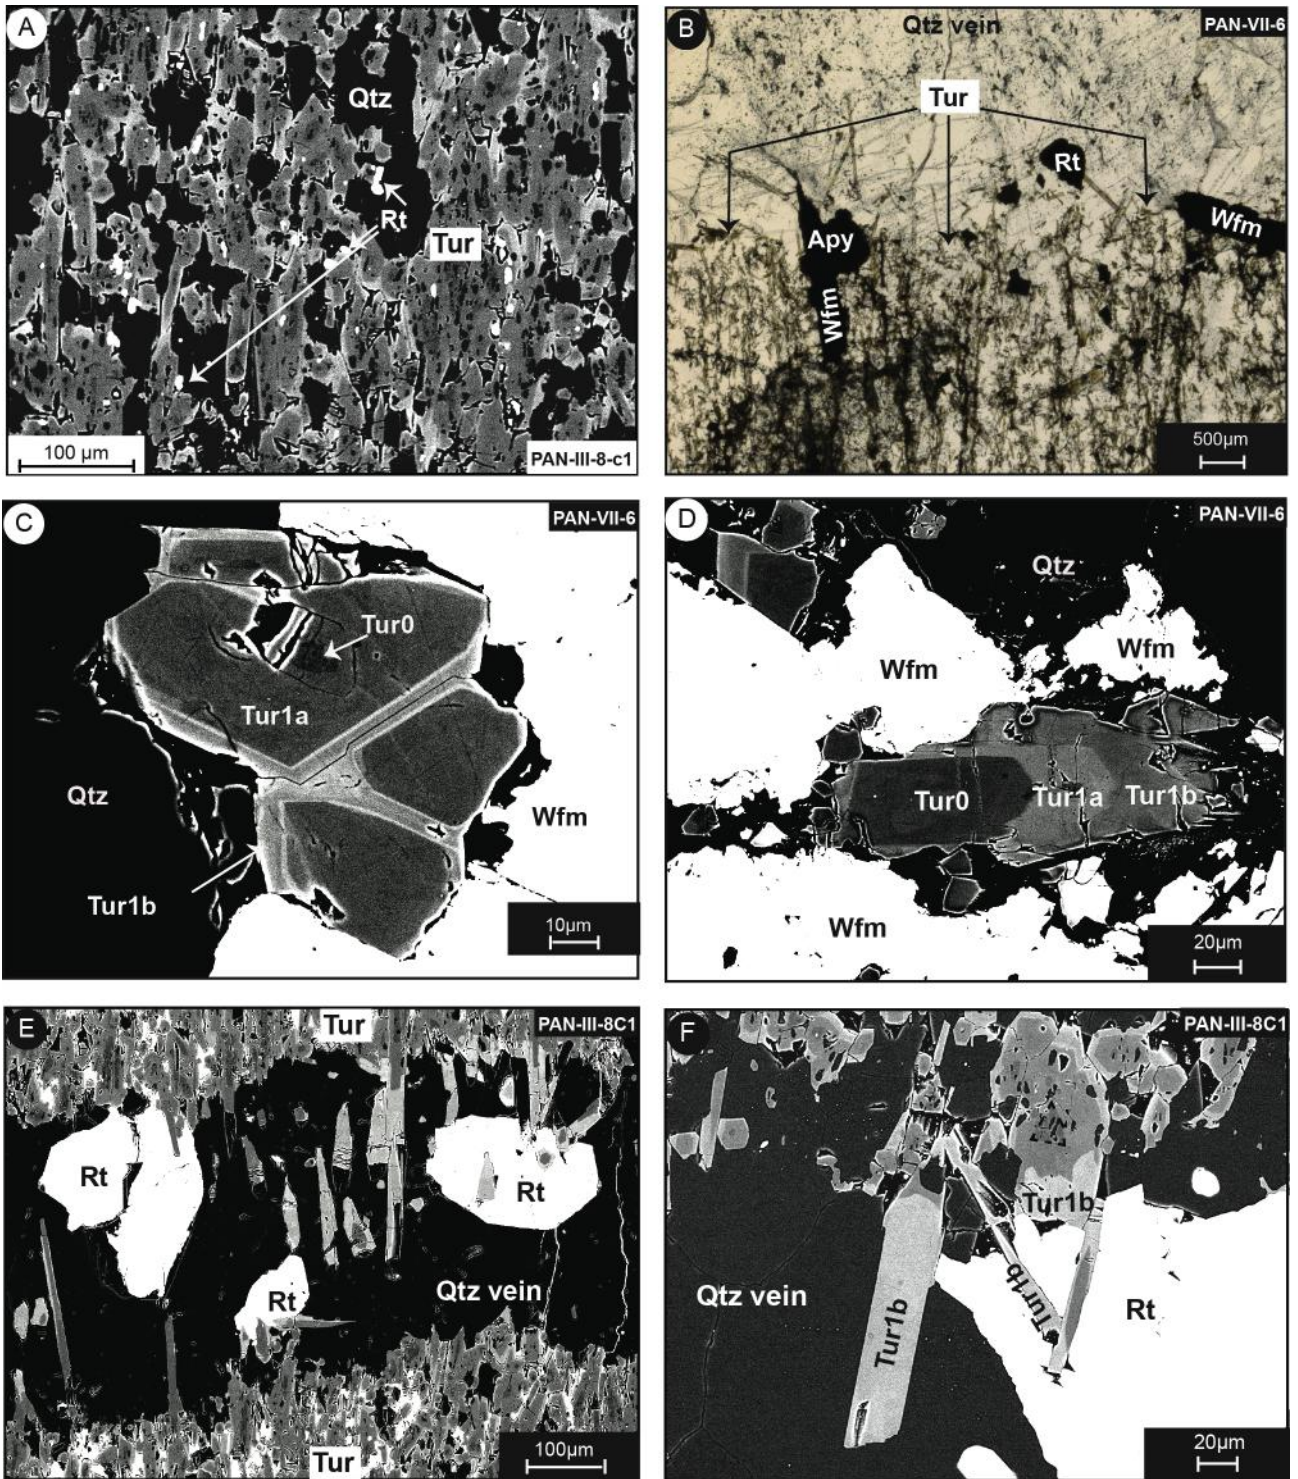 A
Qtz
Rt
Tur
100 µm
PAN-III-8-c1
B
Qtz vein
PAN-VII-6
Tur
Rt
Wfm
Apy
Wfm
500µm
C
PAN-VII-6
Tur0
Tur1a
Qtz
Wfm
Tur1b
10µm
D
PAN-VII-6
Qtz
Wfm
Wfm
Tur0
Tur1a
Tur1b
Wfm
20µm
E
Tur
PAN-III-8C1
Rt
Rt
Rt
Qtz vein
Tur
100µm
F
PAN-III-8C1
Tur1b
Qtz vein
Tur1b
Tur1b
Rt
20µm